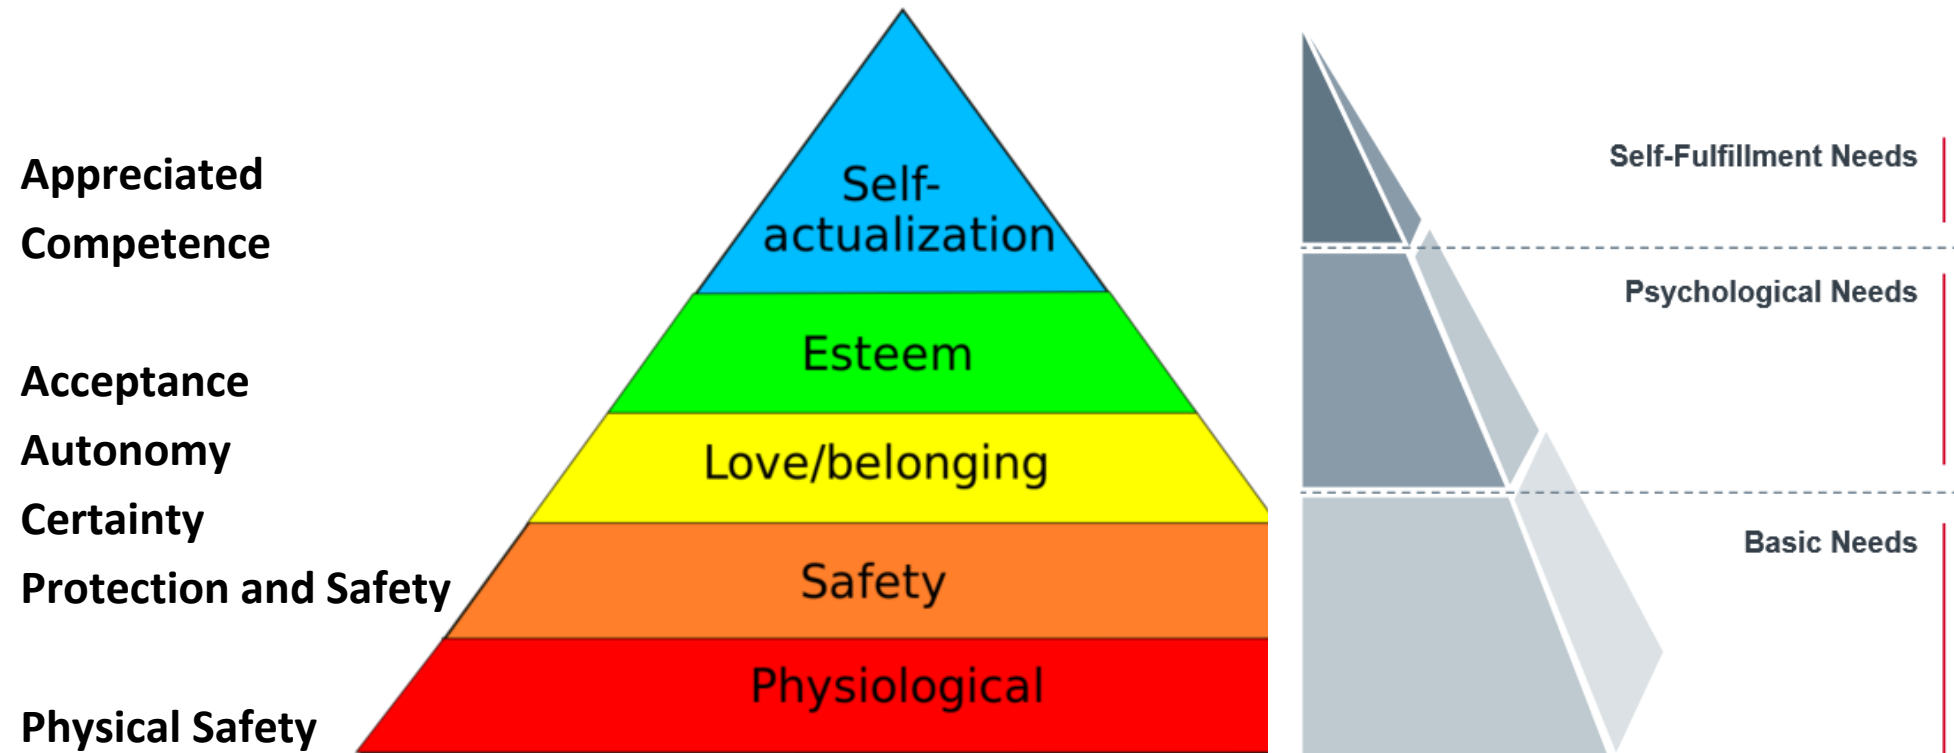 Appreciated
Competence
Acceptance
Autonomy
Certainty
Protection and Safety
Physical Safety
Self-
actualization
Esteem
Love/belonging
Safety
Physiological
Self-Fulfillment Needs
Psychological Needs
Basic Needs